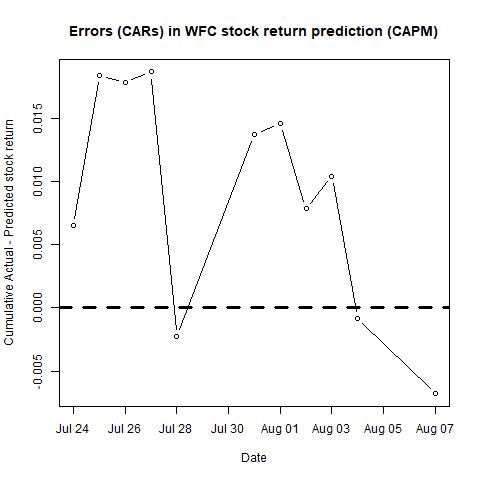 Errors (CARs) in WFC stock return prediction (CAPM)
Cumulative Actual - Predicted stock return
0.015
0.010
0.005
0.000
-0.005
Jul 24 Jul 26 Jul 28 Jul 30 Aug 01 Aug 03 Aug 05 Aug 07
Date